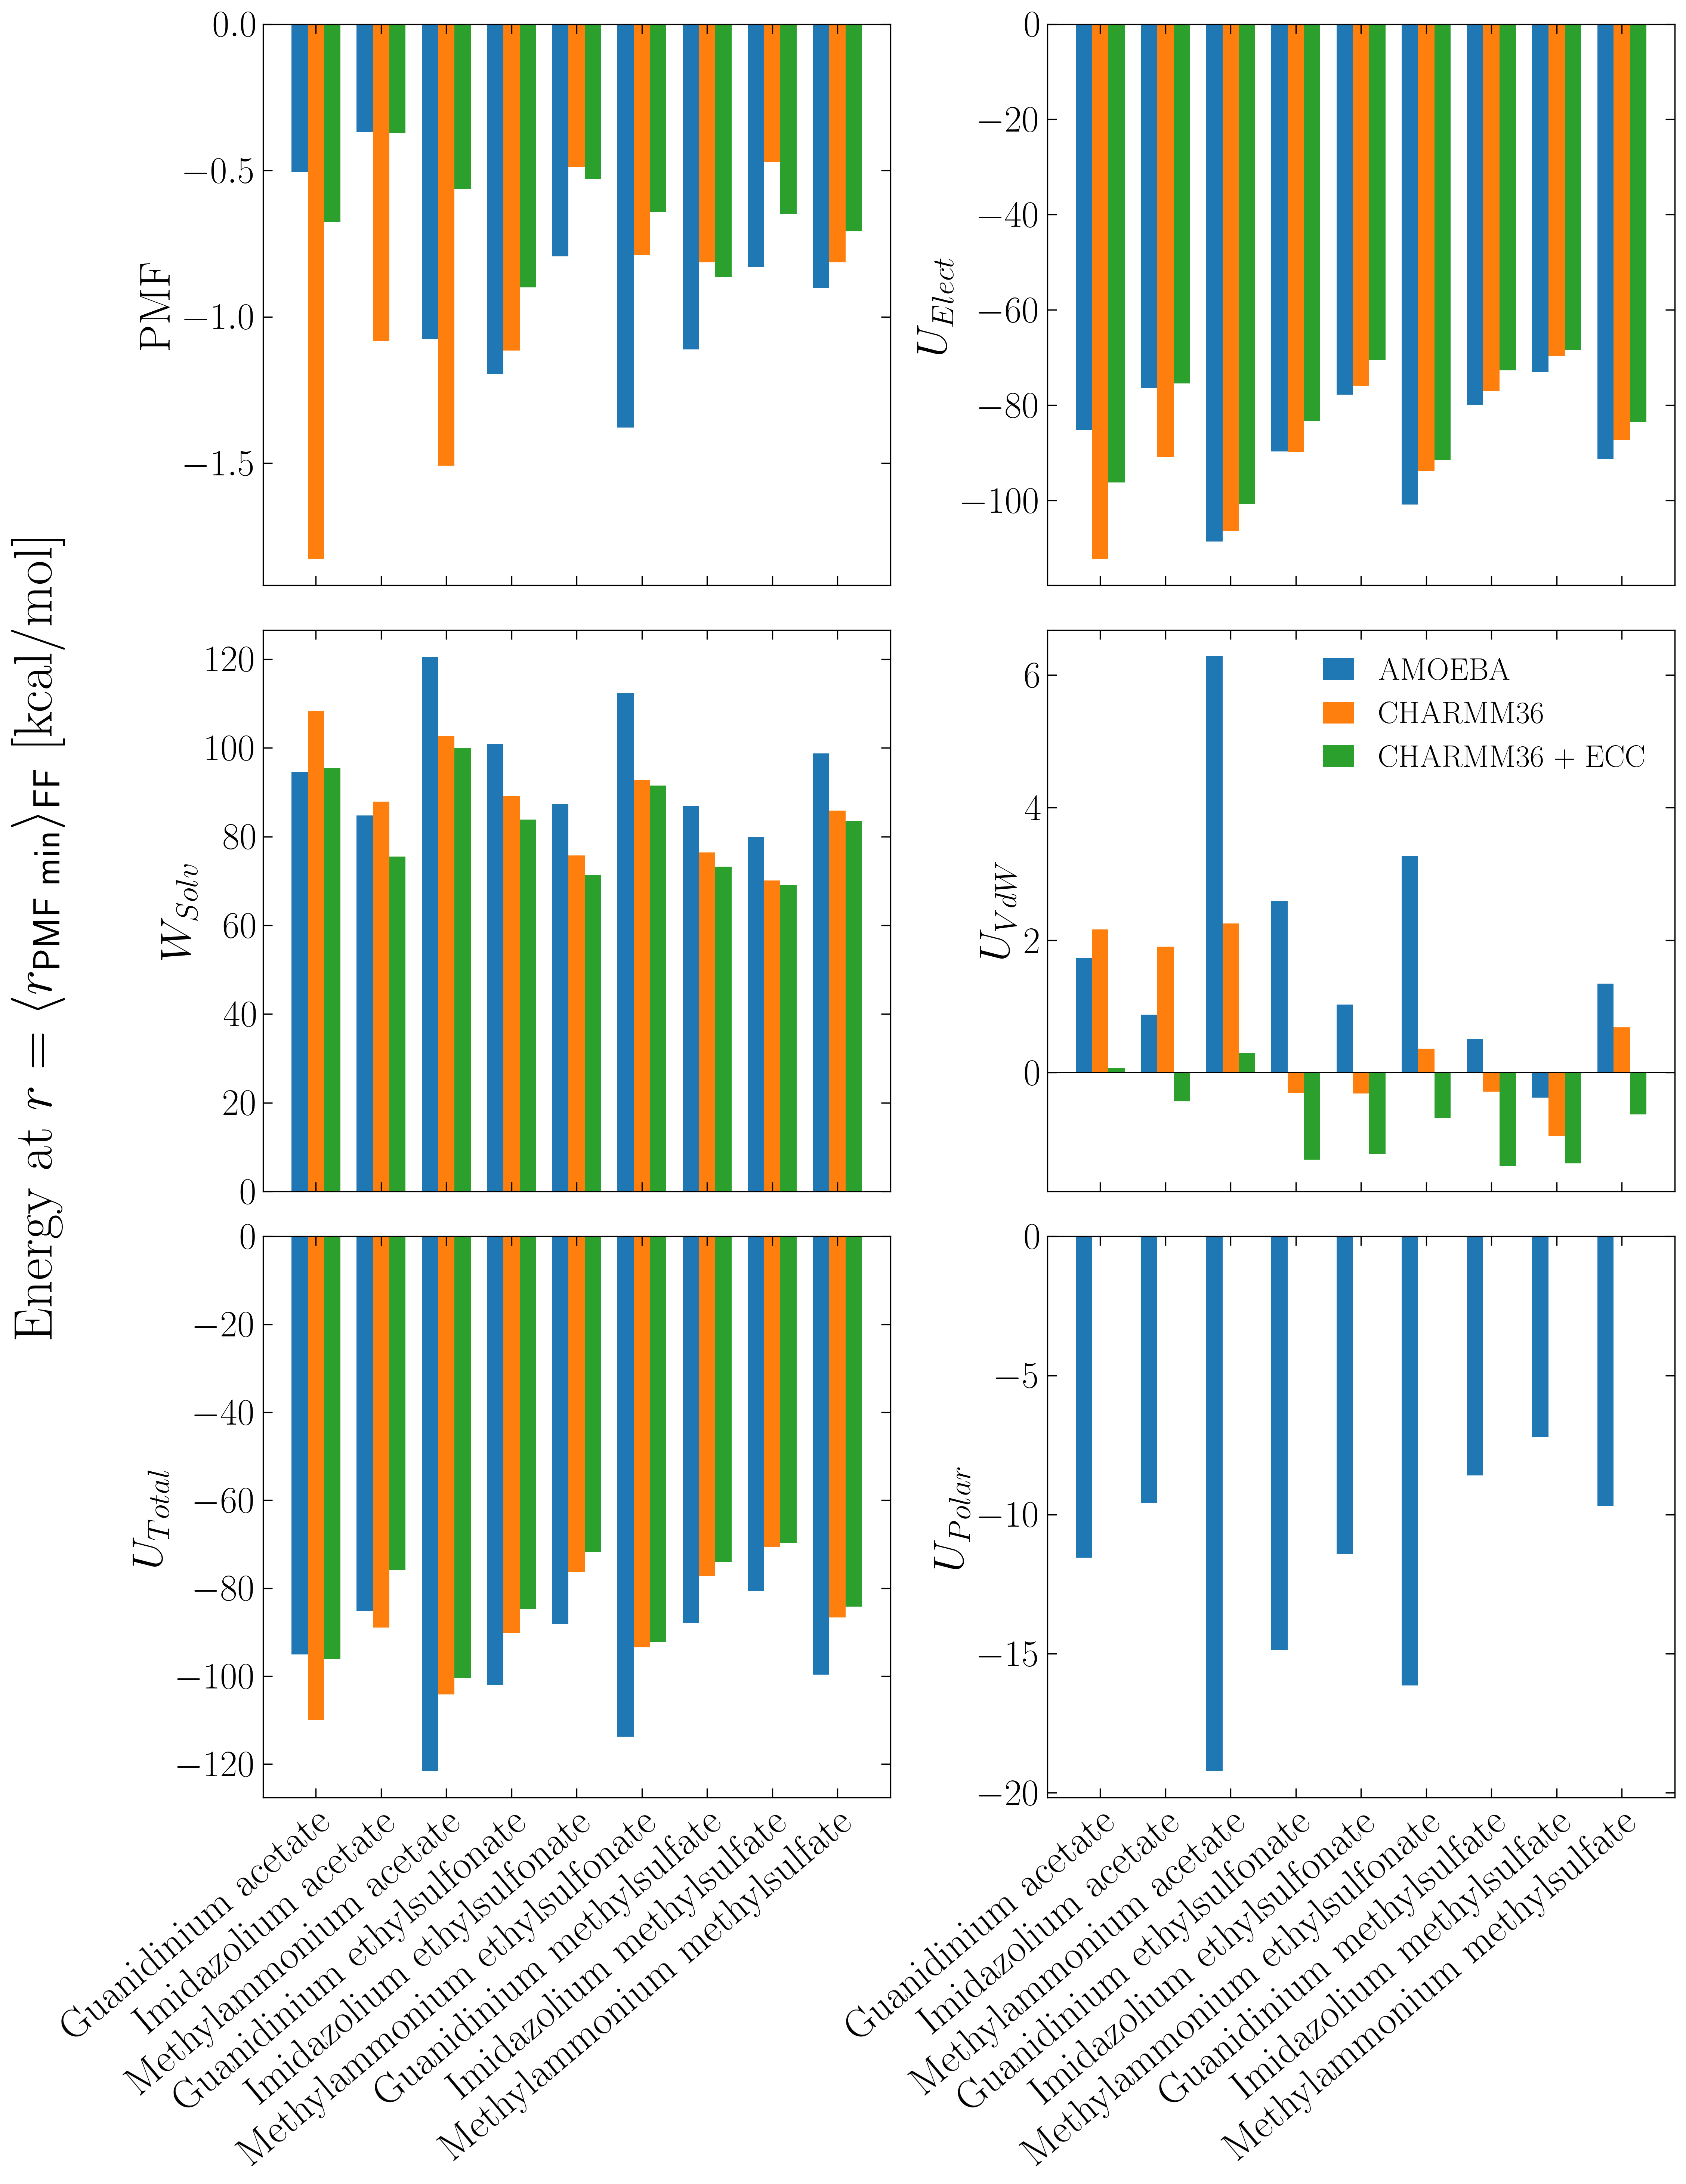 Energy at r = ⟨r_PMF min⟩_FF [kcal/mol]
PMF
0.0
−0.5
−1.0
−1.5
U_Elect
0
−20
−40
−60
−80
−100
W_Solv
120
100
80
60
40
20
0
U_VdW
6
4
2
0
AMOEBA
CHARMM36
CHARMM36 + ECC
U_Total
0
−20
−40
−60
−80
−100
−120
U_Polar
0
−5
−10
−15
−20
Guanidinium acetate
Imidazolium acetate
Methylammonium acetate
Guanidinium ethylsulfonate
Imidazolium ethylsulfonate
Methylammonium ethylsulfonate
Guanidinium methylsulfate
Imidazolium methylsulfate
Methylammonium methylsulfate
Guanidinium acetate
Imidazolium acetate
Methylammonium acetate
Guanidinium ethylsulfonate
Imidazolium ethylsulfonate
Methylammonium ethylsulfonate
Guanidinium methylsulfate
Imidazolium methylsulfate
Methylammonium methylsulfate